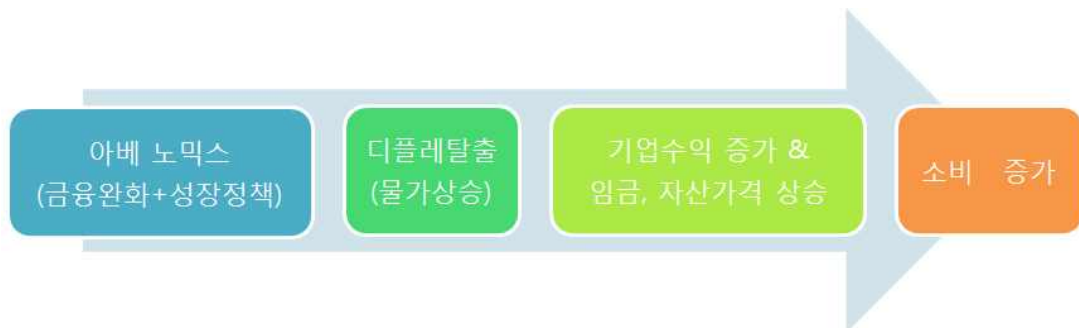 아베 노믹스
(금융완화+성장정책)
디플레탈출
(물가상승)
기업수익 증가 &
임금, 자산가격 상승
소비 증가